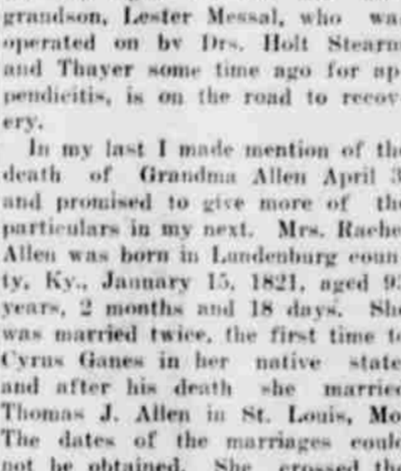 grandson, Lester Messal, who wa
operated on by Drs. Holt Stearn
and Thayer some time ago for ap
pendicitis, is on the road to recov
ery.
In my last I made mention of the
death of Grandma Allen April 3
and promised to give more of the
particulars in my next. Mrs. Rache
Allen was born in Lundenburg coun
ty, Ky., January 15, 1821, aged 93
years, 2 months and 18 days. She
was married twice, the first time to
Cyrus Ganes in her native state
and after his death she married
Thomas J. Allen in St. Louis, Mo
The dates of the marriages could
not be obtained. She crossed the